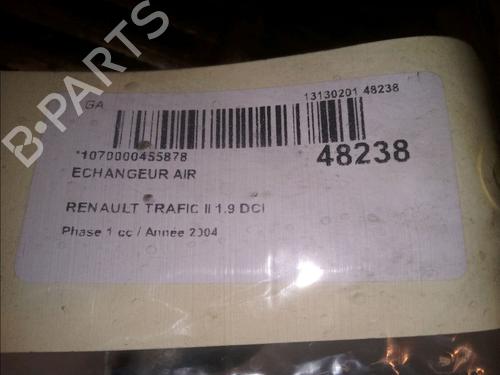 GA
13130201 48238
*1070000455878
48238
ECHANGEUR AIR
RENAULT TRAFIC II 1.9 DCI
Phase 1 cc / Année 2004
B-PARTS